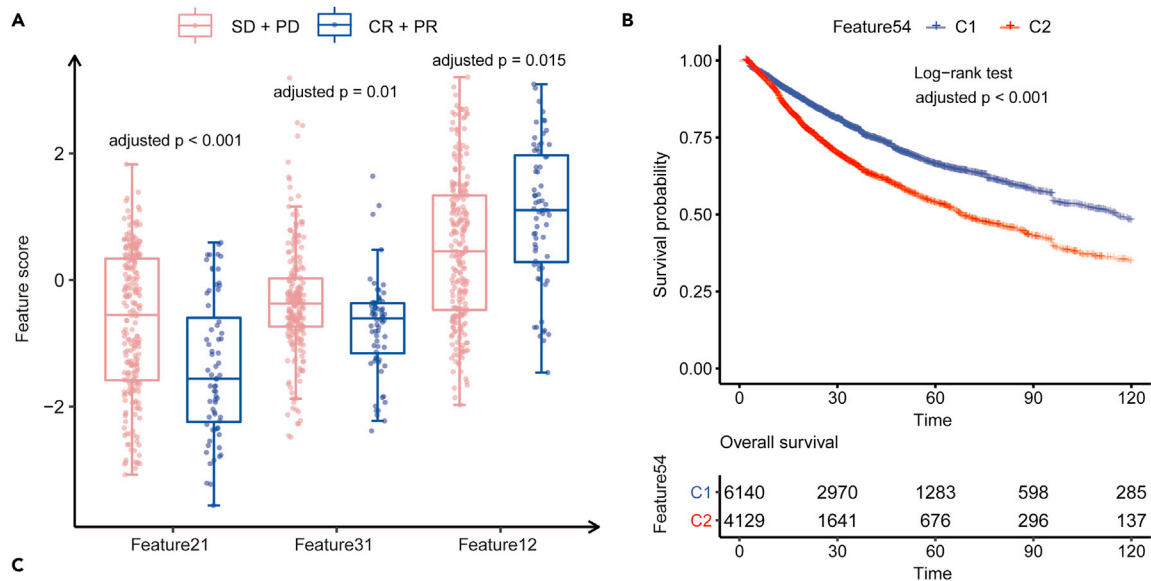 A
SD + PD
CR + PR
adjusted p < 0.001
adjusted p = 0.01
adjusted p = 0.015
Feature score
2
0
−2
Feature21
Feature31
Feature12
B
Feature54
C1
C2
Log−rank test
adjusted p < 0.001
Survival probability
1.00
0.75
0.50
0.25
0.00
0 30 60 90 120
Time
Overall survival
Feature54
C1 6140 2970 1283 598 285
C2 4129 1641 676 296 137
0 30 60 90 120
Time
C